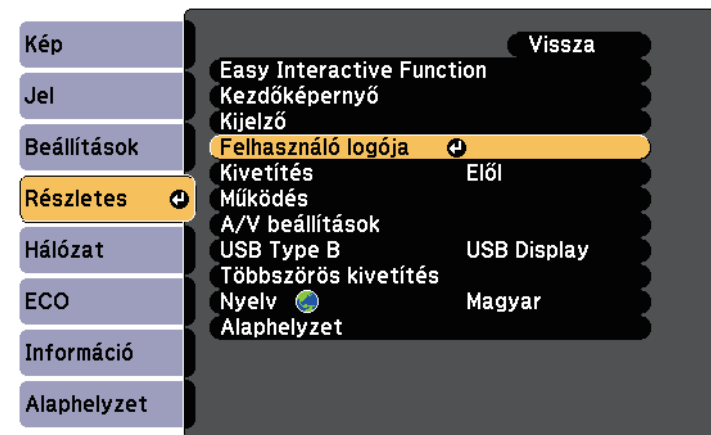 Kép
Jel
Beállítások
Részletes
Hálózat
ECO
Információ
Alaphelyzet
Vissza
Easy Interactive Function
Kezdőképernyő
Kijelző
Felhasználó logója
Kivetítés Elől
Működés
A/V beállítások
USB Type B USB Display
Többszörös kivetítés
Nyelv Magyar
Alaphelyzet